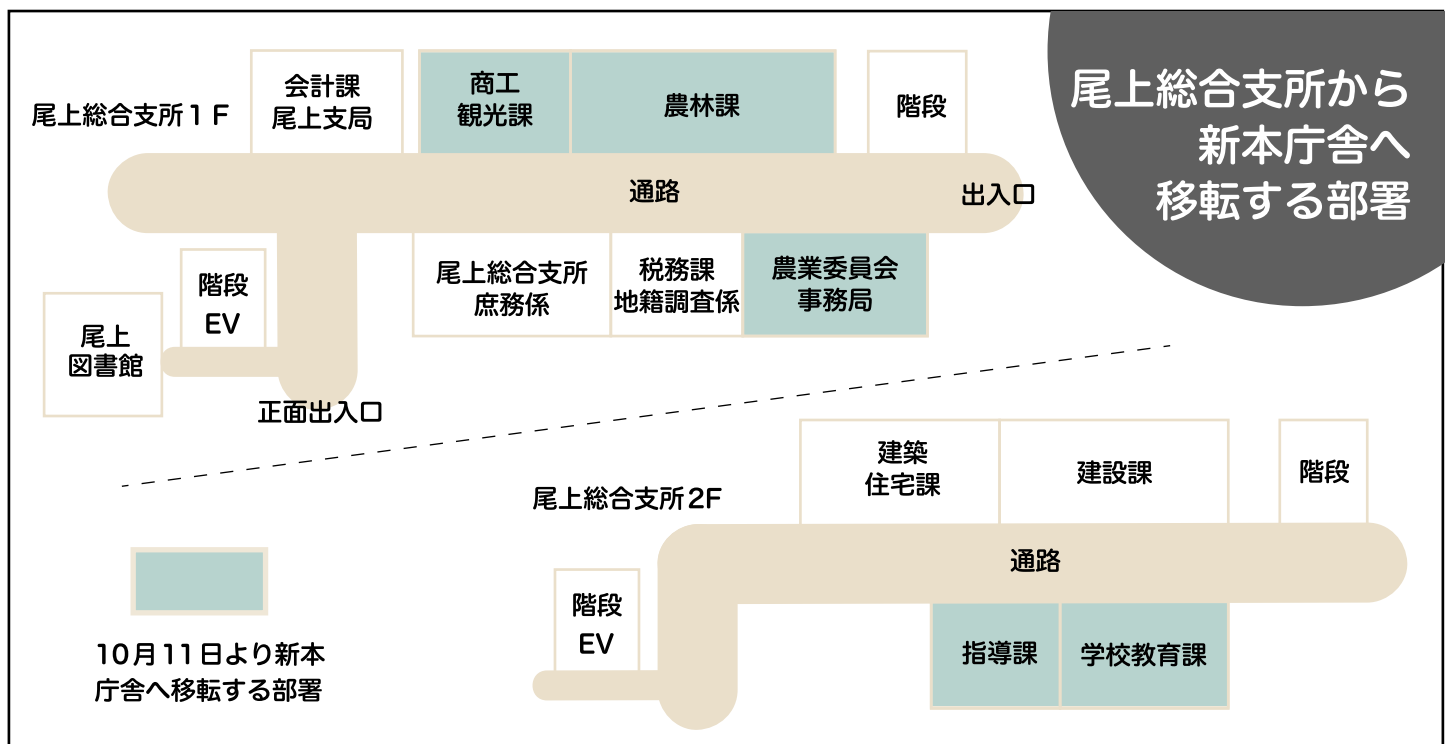 尾上総合支所から
新本庁舎へ
移転する部署
尾上総合支所1F
会計課
尾上支局
商工
観光課
農林課
階段
通路
出入口
尾上総合支所
庶務係
税務課
地籍調査係
農業委員会
事務局
階段
EV
尾上
図書館
正面出入口
尾上総合支所2F
建築
住宅課
建設課
階段
通路
階段
EV
指導課
学校教育課
10月11日より新本
庁舎へ移転する部署